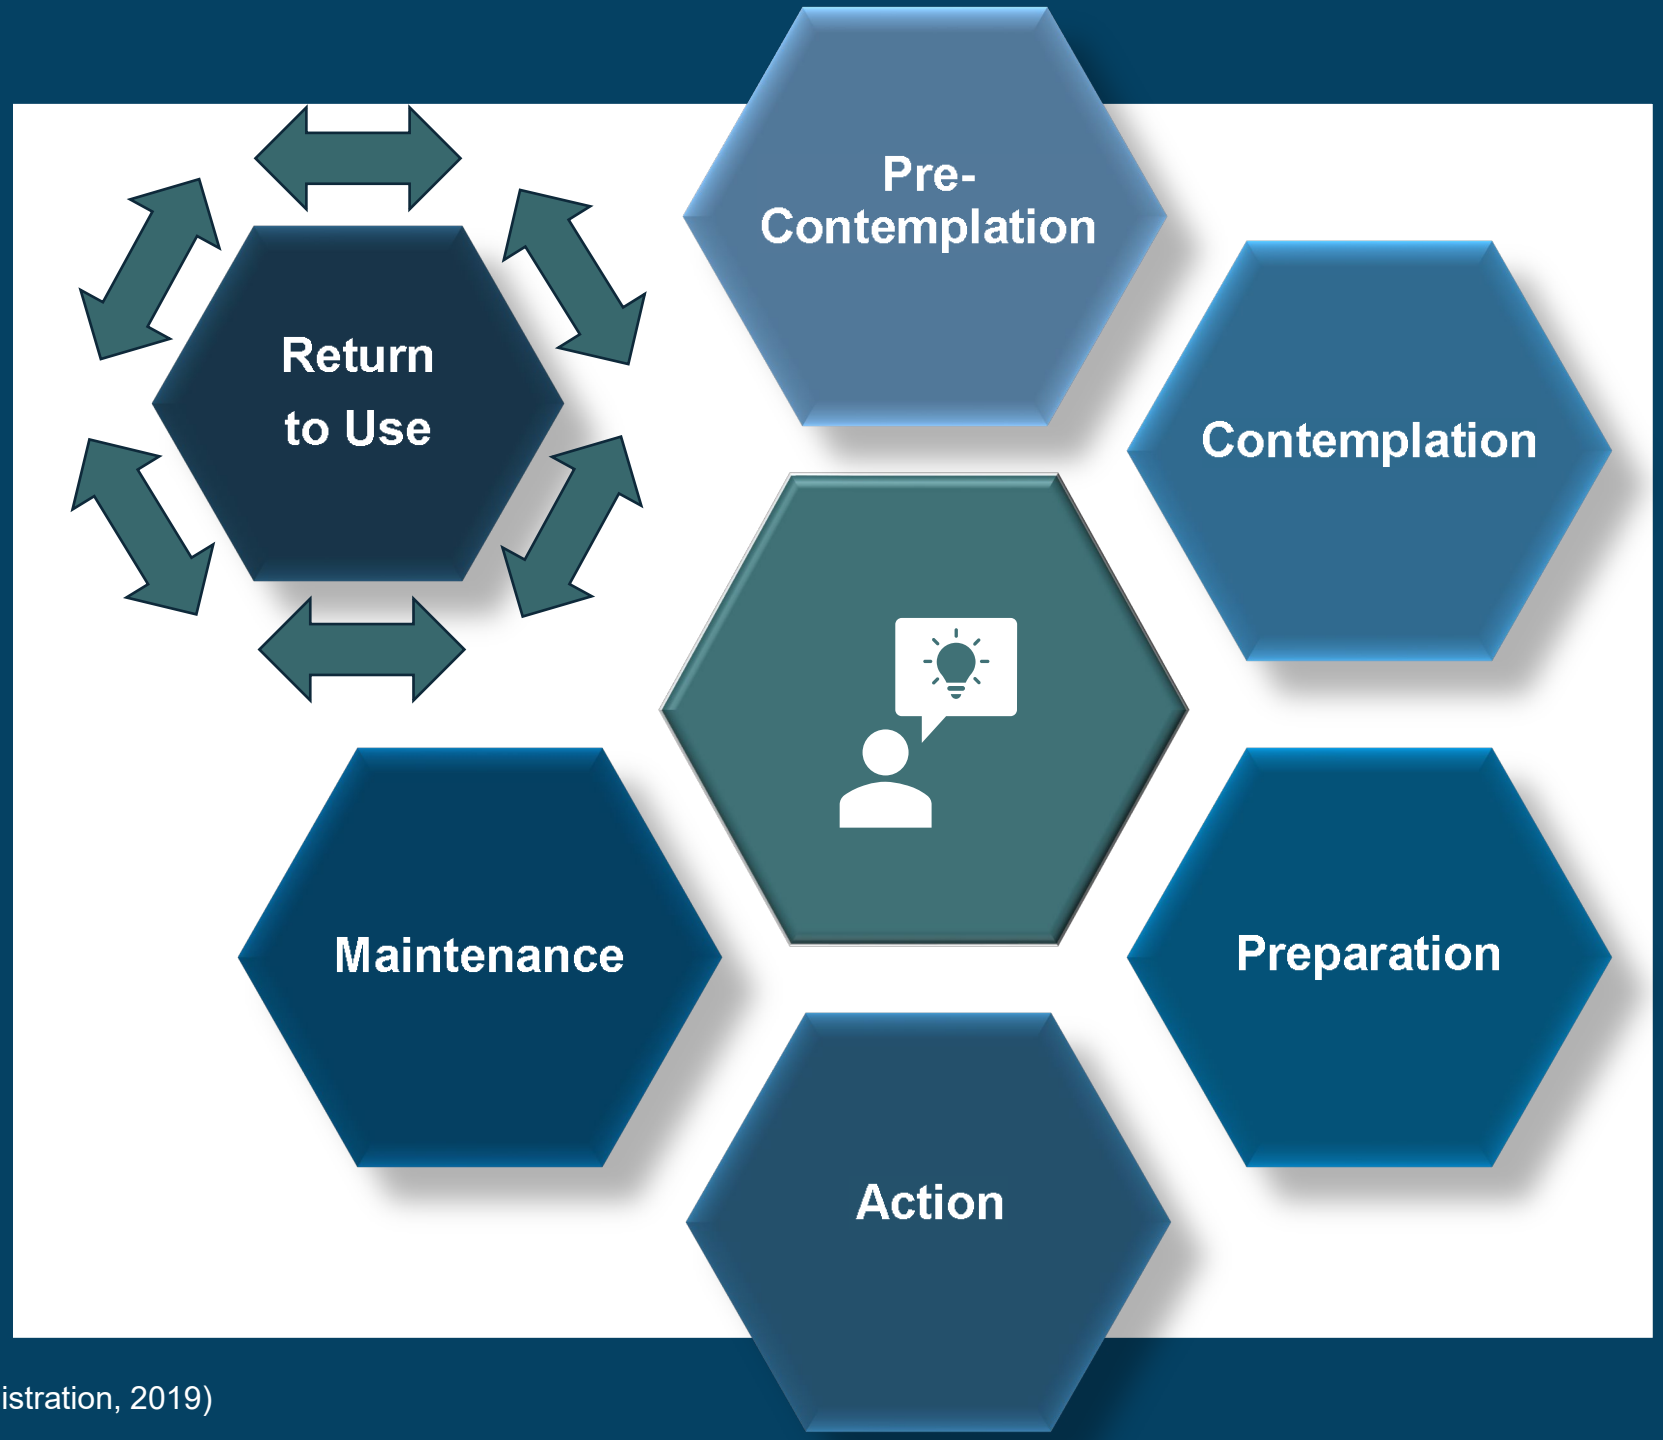 Pre-
Contemplation
Contemplation
Preparation
Action
Maintenance
Return
to Use
istration, 2019)